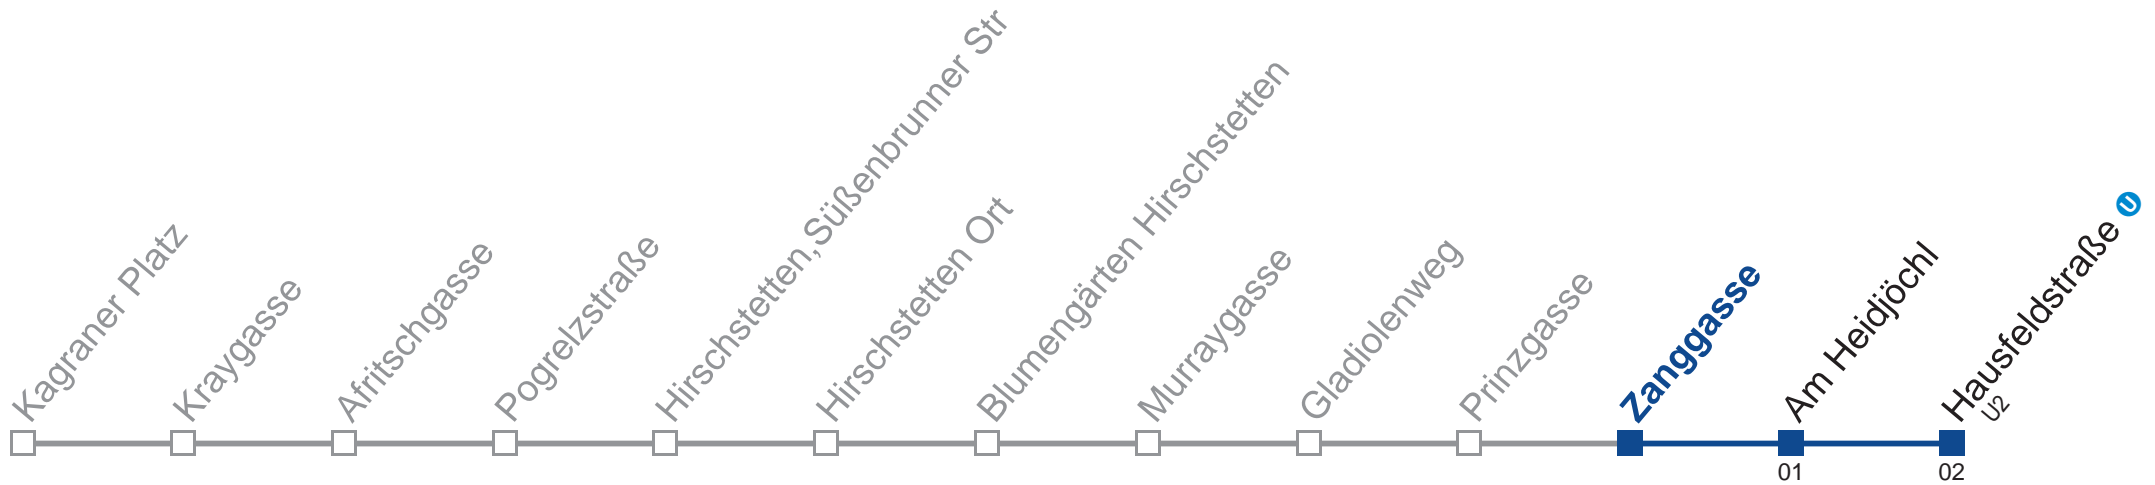 Kagraner Platz
Kraygasse
Afritschgasse
Pogrelzstraße
Hirschstetten,Süßenbrunner Str
Hirschstetten Ort
Blumengärten Hirschstetten
Murraygasse
Gladiolenweg
Prinzgasse
Zanggasse
Am Heidjöchl
Hausfeldstraße U
U2
01
02